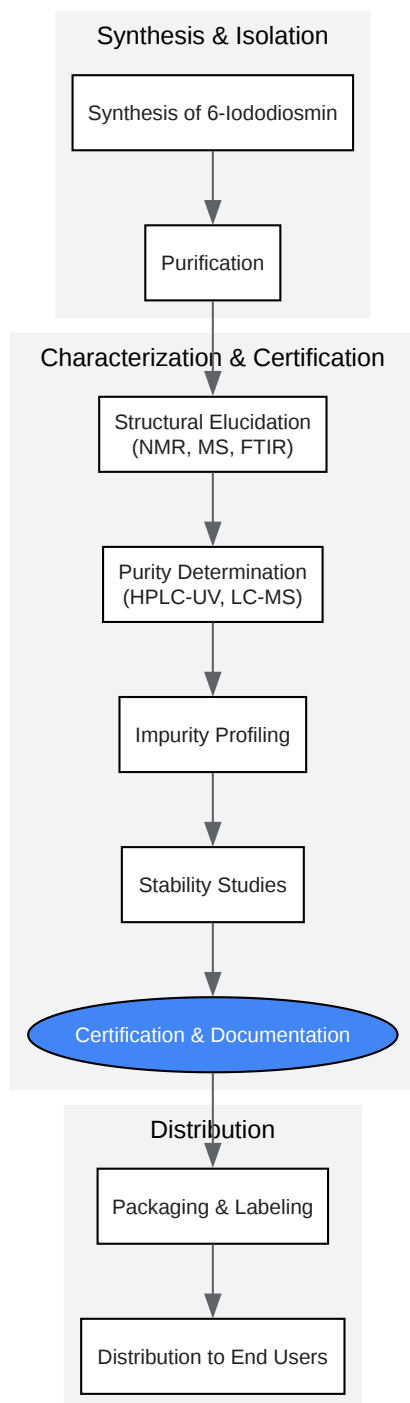 Synthesis & Isolation
Synthesis of 6-Iododiosmin
Purification
Characterization & Certification
Structural Elucidation
(NMR, MS, FTIR)
Purity Determination
(HPLC-UV, LC-MS)
Impurity Profiling
Stability Studies
Certification & Documentation
Distribution
Packaging & Labeling
Distribution to End Users